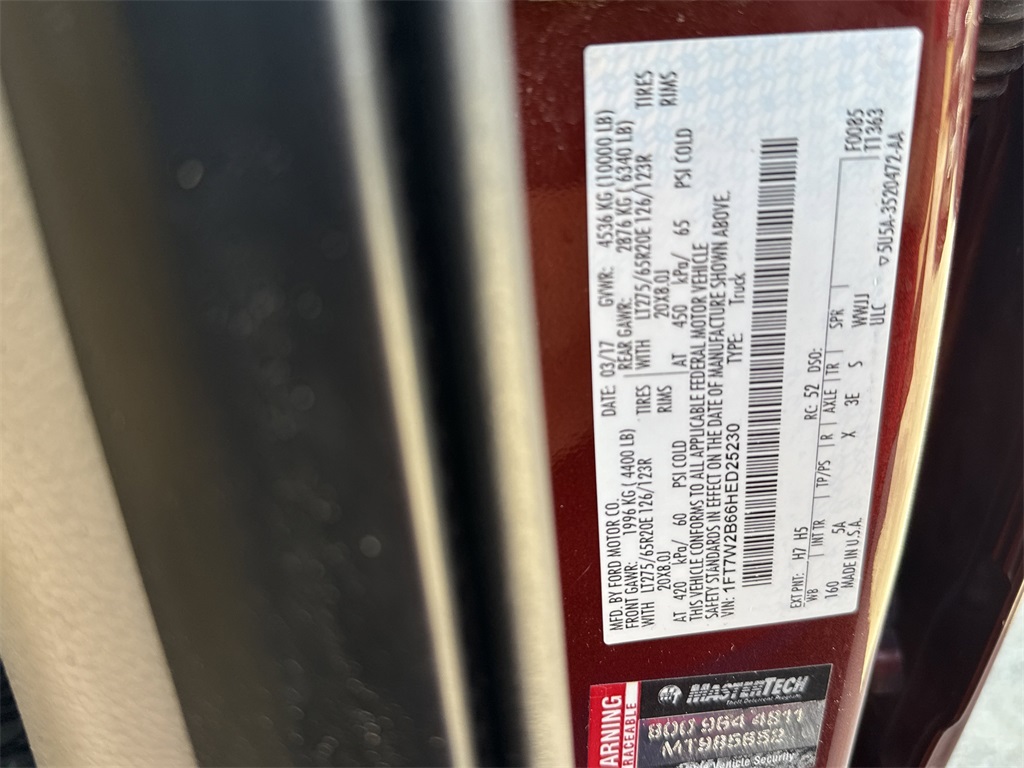 MFD. BY FORD MOTOR CO.
DATE: 03/17 GVWR: 4536 KG (10000 LB)
FRONT GAWR: 1996 KG ( 4400 LB) REAR GAWR: 2876 KG ( 6340 LB)
WITH LT275/65R20E 126/123R TIRES WITH LT275/65R20E 126/123R TIRES
20X8.0J RIMS 20X8.0J RIMS
AT 420 kPa/ 60 PSI COLD AT 450 kPa/ 65 PSI COLD
THIS VEHICLE CONFORMS TO ALL APPLICABLE FEDERAL MOTOR VEHICLE
SAFETY STANDARDS IN EFFECT ON THE DATE OF MANUFACTURE SHOWN ABOVE.
VIN: 1FT7W2B66HED25230 TYPE: Truck
EXT PNT: H7 H5 RC: 52 DSO:
WB INT TR TP/PS R AXLE TR SPR F0085
160 5A X 3E S WWUJ T1363
MADE IN U.S.A. ULC ▽5U5A-3520472-AA
WARNING
TRACEABLE
MASTERTECH
800 984 4811
MT985852
Vehicle Security